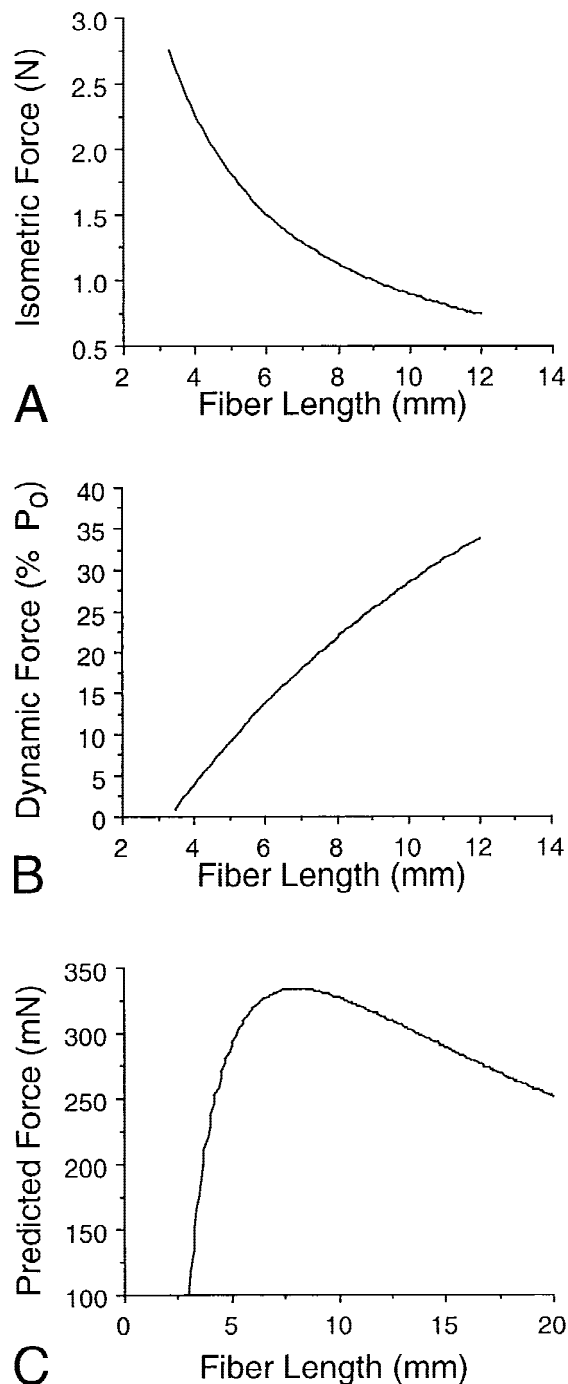 Isometric Force (N)
3.0
2.5
2.0
1.5
1.0
0.5
2 4 6 8 10 12 14
Fiber Length (mm)
A
Dynamic Force (% PO)
40
35
30
25
20
15
10
5
0
2 4 6 8 10 12 14
Fiber Length (mm)
B
Predicted Force (mN)
350
300
250
200
150
100
0 5 10 15 20
Fiber Length (mm)
C